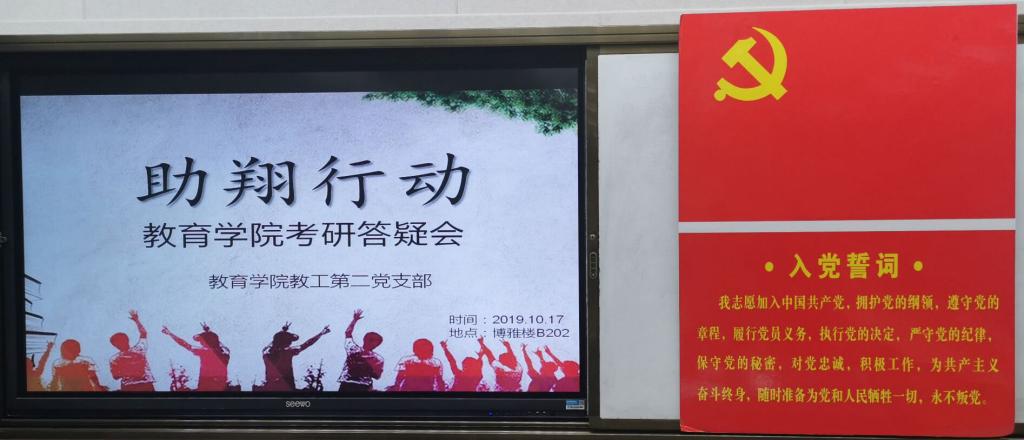 助翔行动
教育学院考研答疑会
教育学院教工第二党支部
时间：2019.10.17
地点：博雅楼B202
seewo
·入党誓词·
我志愿加入中国共产党，拥护党的纲领，遵守党的
章程，履行党员义务，执行党的决定，严守党的纪律，
保守党的秘密，对党忠诚，积极工作，为共产主义
奋斗终身，随时准备为党和人民牺牲一切，永不叛党。